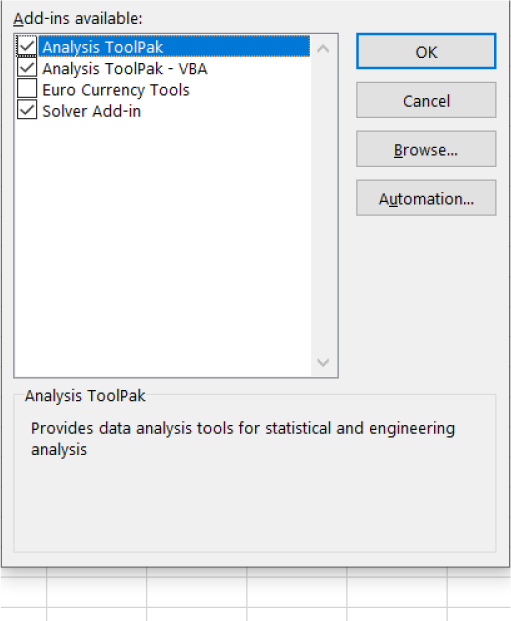 Add-ins available:
Analysis ToolPak
Analysis ToolPak - VBA
Euro Currency Tools
Solver Add-in
OK
Cancel
Browse...
Automation...
Analysis ToolPak
Provides data analysis tools for statistical and engineering
analysis